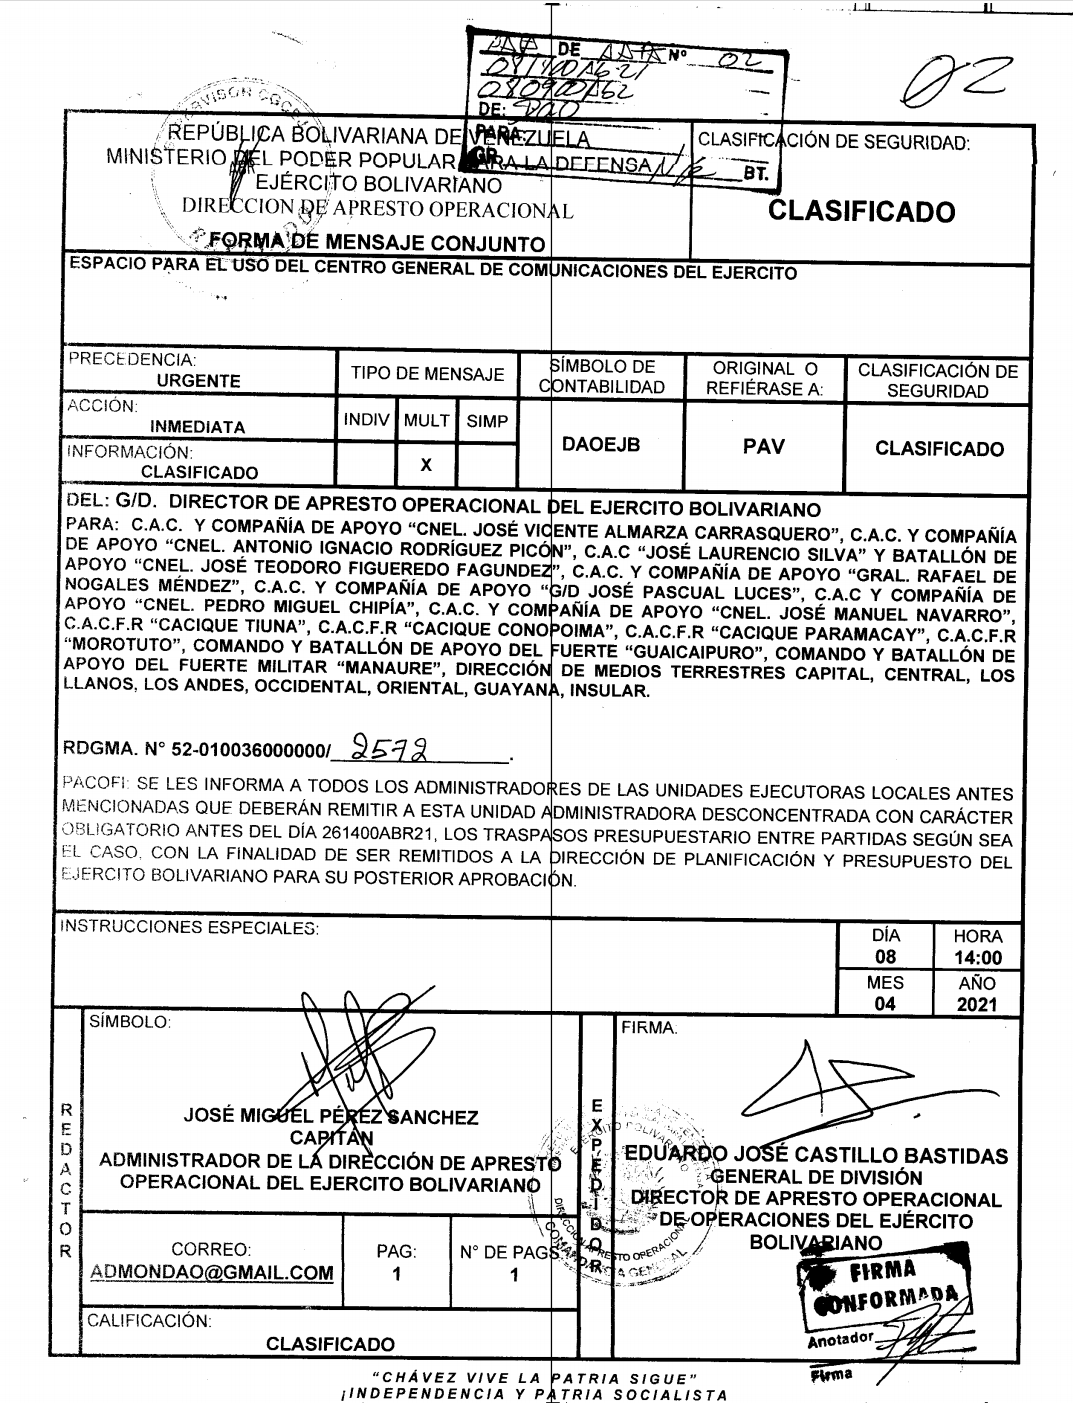 DE Nº 02
02
DE: DAO
PARA:
GR. BT.
REPÚBLICA BOLIVARIANA DE VENEZUELA
MINISTERIO DEL PODER POPULAR PARA LA DEFENSA
EJÉRCITO BOLIVARIANO
DIRECCION DE APRESTO OPERACIONAL
FORMA DE MENSAJE CONJUNTO
CLASIFICACIÓN DE SEGURIDAD:
CLASIFICADO
ESPACIO PARA EL USO DEL CENTRO GENERAL DE COMUNICACIONES DEL EJERCITO
PRECEDENCIA:
URGENTE
TIPO DE MENSAJE
SÍMBOLO DE
CONTABILIDAD
ORIGINAL O
REFIÉRASE A:
CLASIFICACIÓN DE
SEGURIDAD
ACCIÓN:
INMEDIATA
INDIV MULT SIMP
DAOEJB
PAV
CLASIFICADO
INFORMACIÓN:
CLASIFICADO
X
DEL: G/D. DIRECTOR DE APRESTO OPERACIONAL DEL EJERCITO BOLIVARIANO
PARA: C.A.C. Y COMPAÑÍA DE APOYO “CNEL. JOSÉ VICENTE ALMARZA CARRASQUERO”, C.A.C. Y COMPAÑÍA
DE APOYO “CNEL. ANTONIO IGNACIO RODRÍGUEZ PICÓN”, C.A.C “JOSÉ LAURENCIO SILVA” Y BATALLÓN DE
APOYO “CNEL. JOSÉ TEODORO FIGUEREDO FAGUNDEZ”, C.A.C. Y COMPAÑÍA DE APOYO “GRAL. RAFAEL DE
NOGALES MÉNDEZ”, C.A.C. Y COMPAÑÍA DE APOYO “G/D JOSÉ PASCUAL LUCES”, C.A.C Y COMPAÑÍA DE
APOYO “CNEL. PEDRO MIGUEL CHIPÍA”, C.A.C. Y COMPAÑÍA DE APOYO “CNEL. JOSÉ MANUEL NAVARRO”,
C.A.C.F.R “CACIQUE TIUNA”, C.A.C.F.R “CACIQUE CONOPOIMA”, C.A.C.F.R “CACIQUE PARAMACAY”, C.A.C.F.R
“MOROTUTO”, COMANDO Y BATALLÓN DE APOYO DEL FUERTE “GUAICAIPURO”, COMANDO Y BATALLÓN DE
APOYO DEL FUERTE MILITAR “MANAURE”, DIRECCIÓN DE MEDIOS TERRESTRES CAPITAL, CENTRAL, LOS
LLANOS, LOS ANDES, OCCIDENTAL, ORIENTAL, GUAYANA, INSULAR.
RDGMA. N° 52-010036000000/ 2572 .
PACOFI: SE LES INFORMA A TODOS LOS ADMINISTRADORES DE LAS UNIDADES EJECUTORAS LOCALES ANTES
MENCIONADAS QUE DEBERÁN REMITIR A ESTA UNIDAD ADMINISTRADORA DESCONCENTRADA CON CARÁCTER
OBLIGATORIO ANTES DEL DÍA 261400ABR21, LOS TRASPASOS PRESUPUESTARIO ENTRE PARTIDAS SEGÚN SEA
EL CASO, CON LA FINALIDAD DE SER REMITIDOS A LA DIRECCIÓN DE PLANIFICACIÓN Y PRESUPUESTO DEL
EJERCITO BOLIVARIANO PARA SU POSTERIOR APROBACIÓN.
INSTRUCCIONES ESPECIALES:
DÍA
08
HORA
14:00
MES
04
AÑO
2021
REDACTOR
SÍMBOLO:
JOSÉ MIGUEL PÉREZ SANCHEZ
CAPITÁN
ADMINISTRADOR DE LA DIRECCIÓN DE APRESTO
OPERACIONAL DEL EJERCITO BOLIVARIANO
CORREO:
ADMONDAO@GMAIL.COM
PAG:
1
N° DE PAGS
1
CALIFICACIÓN:
CLASIFICADO
EXPEDIDOR
FIRMA:
EDUARDO JOSÉ CASTILLO BASTIDAS
GENERAL DE DIVISIÓN
DIRECTOR DE APRESTO OPERACIONAL
DE OPERACIONES DEL EJÉRCITO
BOLIVARIANO
FIRMA
CONFORMADA
Anotador
Firma
“CHÁVEZ VIVE LA PATRIA SIGUE”
¡INDEPENDENCIA Y PATRIA SOCIALISTA